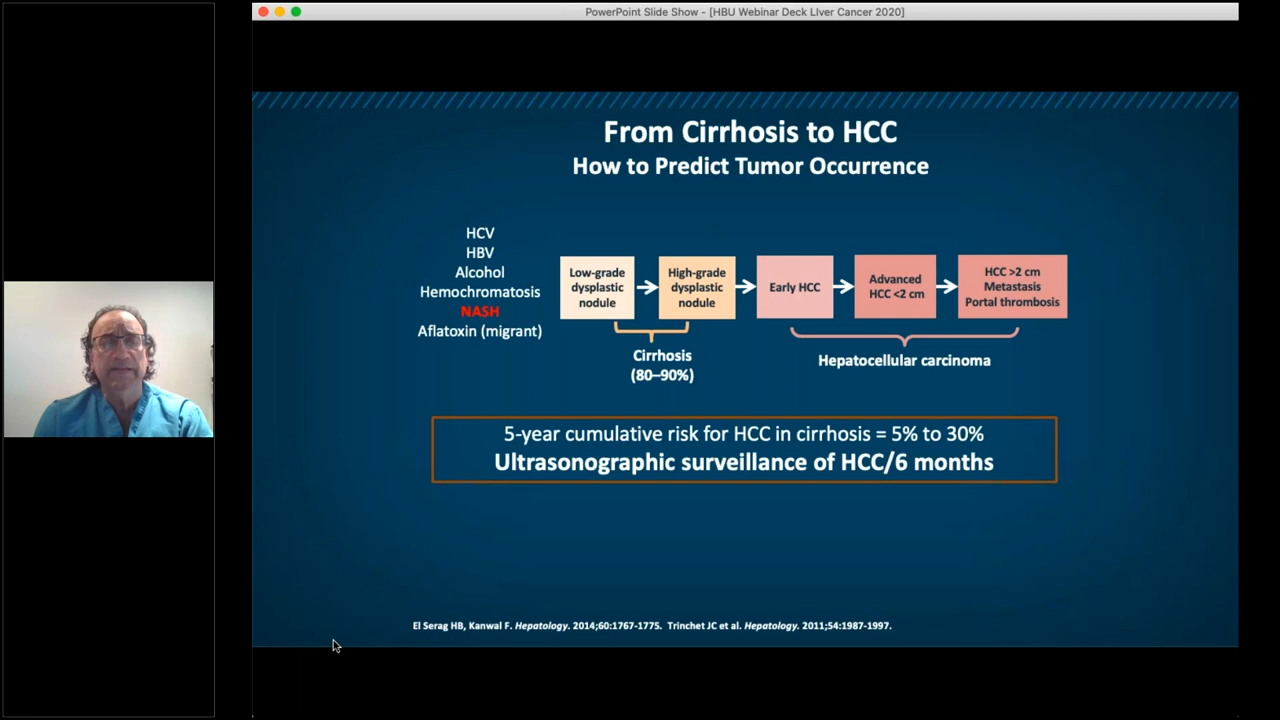 PowerPoint Slide Show - [HBU Webinar Deck LIver Cancer 2020]
From Cirrhosis to HCC
How to Predict Tumor Occurrence
HCV
HBV
Alcohol
Hemochromatosis
NASH
Aflatoxin (migrant)
Low-grade
dysplastic
nodule
High-grade
dysplastic
nodule
Early HCC
Advanced
HCC <2 cm
HCC >2 cm
Metastasis
Portal thrombosis
Cirrhosis
(80–90%)
Hepatocellular carcinoma
5-year cumulative risk for HCC in cirrhosis = 5% to 30%
Ultrasonographic surveillance of HCC/6 months
El Serag HB, Kanwal F. Hepatology. 2014;60:1767-1775. Trinchet JC et al. Hepatology. 2011;54:1987-1997.